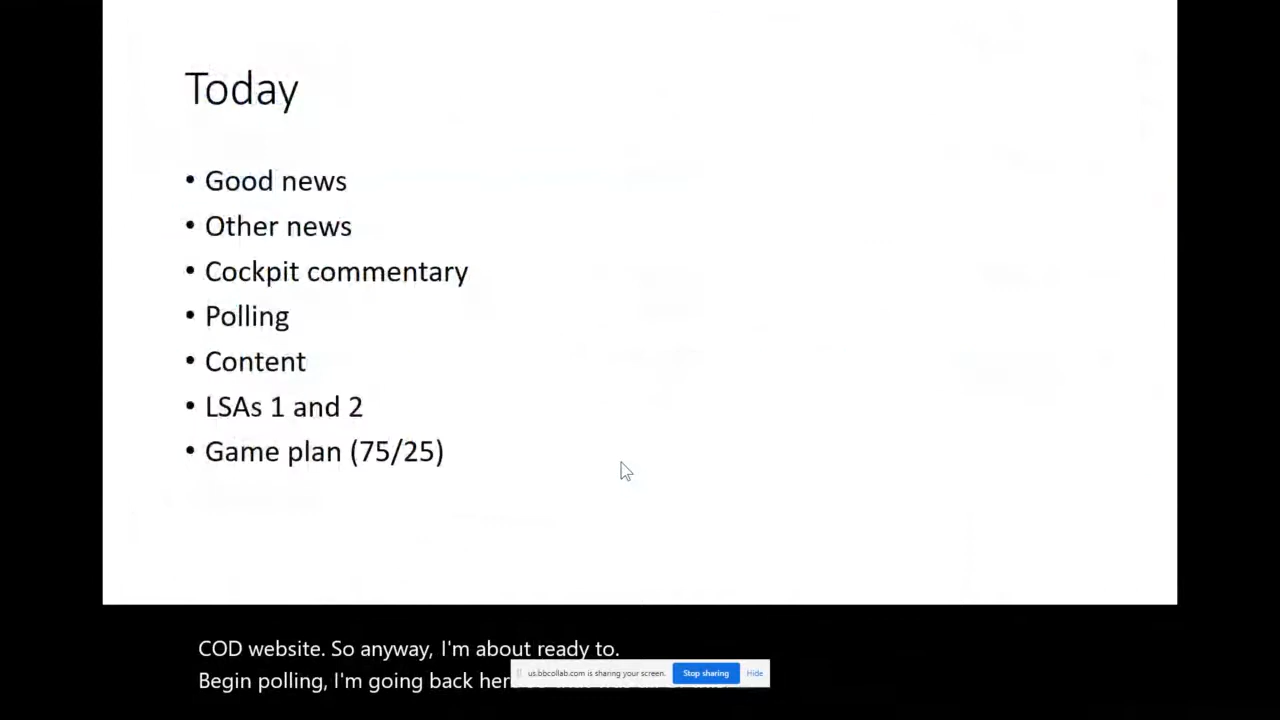 Today
• Good news
• Other news
• Cockpit commentary
• Polling
• Content
• LSAs 1 and 2
• Game plan (75/25)
COD website. So anyway, I'm about ready to.
Begin polling, I'm going back her
us.bbcollab.com is sharing your screen. Stop sharing Hide